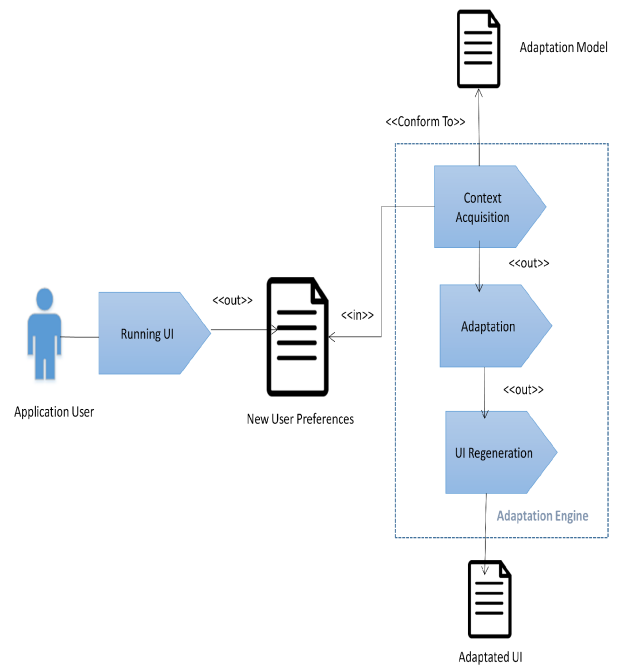 Adaptation Model
<<Conform To>>
Context
Acquisition
<<out>>
<<out>>
<<in>>
Running UI
Adaptation
Application User
New User Preferences
<<out>>
UI Regeneration
Adaptation Engine
Adaptated UI